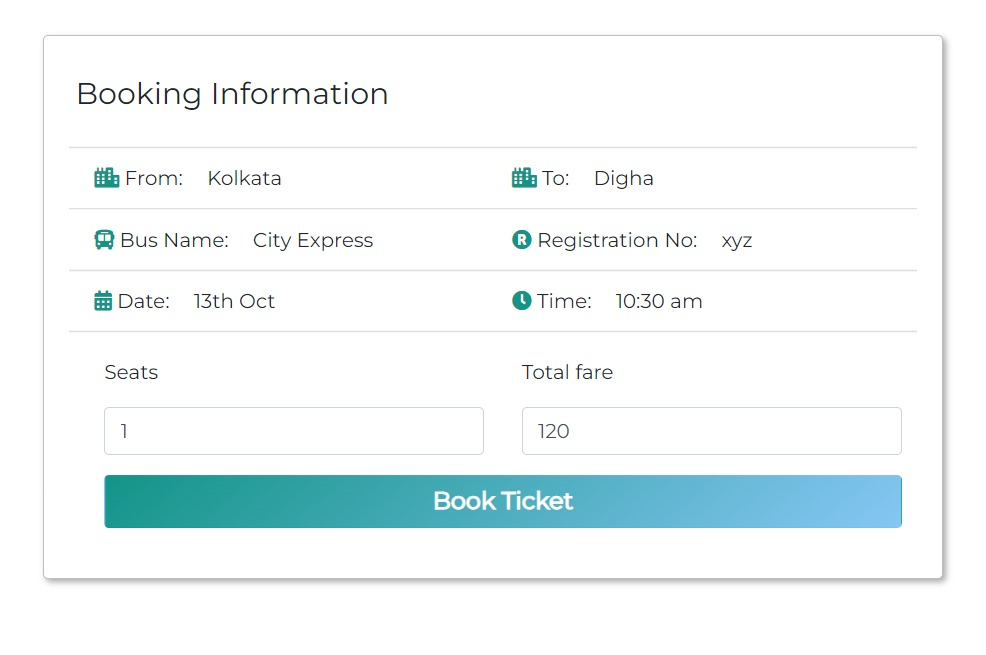 Booking Information
From: Kolkata To: Digha
Bus Name: City Express Registration No: xyz
Date: 13th Oct Time: 10:30 am
Seats Total fare
1 120
Book Ticket